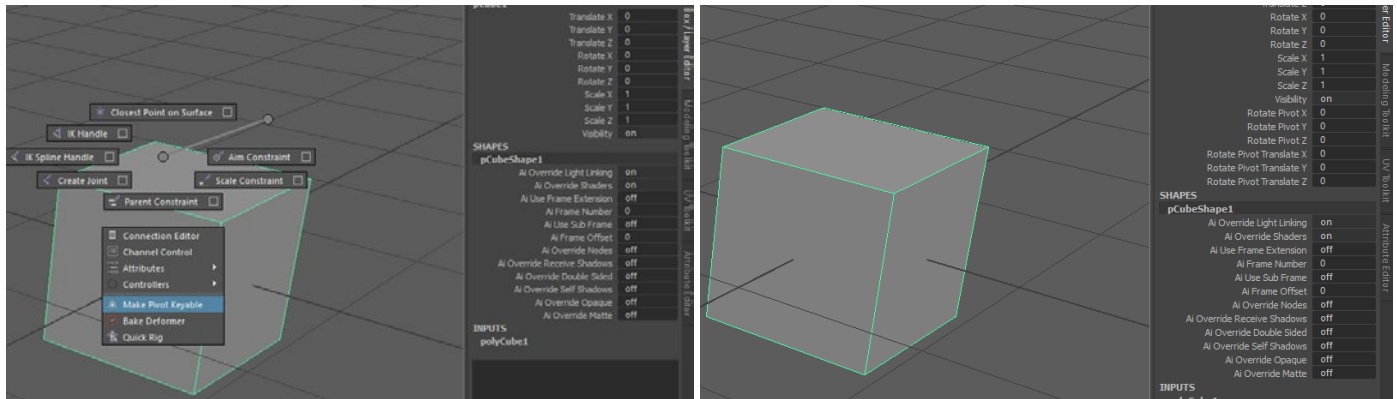 pCube1
Translate X 0
Translate Y 0
Translate Z 0
Rotate X 0
Rotate Y 0
Rotate Z 0
Scale X 1
Scale Y 1
Scale Z 1
Visibility on
SHAPES
pCubeShape1
Ai Override Light Linking on
Ai Override Shaders on
Ai Use Frame Extension off
Ai Frame Number 0
Ai Use Sub Frame off
Ai Frame Offset 0
Ai Override Nodes off
Ai Override Receive Shadows off
Ai Override Double Sided off
Ai Override Self Shadows off
Ai Override Opaque off
Ai Override Matte off
INPUTS
polyCube1
Closest Point on Surface
IK Handle
IK Spline Handle
Aim Constraint
Create Joint
Scale Constraint
Parent Constraint
Connection Editor
Channel Control
Attributes
Controllers
Make Pivot Keyable
Bake Deformer
Quick Rig
ox/Layer Editor
Modeling Toolkit
UV Toolkit
Attribute Editor
Rotate X 0
Rotate Y 0
Rotate Z 0
Scale X 1
Scale Y 1
Scale Z 1
Visibility on
Rotate Pivot X 0
Rotate Pivot Y 0
Rotate Pivot Z 0
Rotate Pivot Translate X 0
Rotate Pivot Translate Y 0
Rotate Pivot Translate Z 0
SHAPES
pCubeShape1
Ai Override Light Linking on
Ai Override Shaders on
Ai Use Frame Extension off
Ai Frame Number 0
Ai Use Sub Frame off
Ai Frame Offset 0
Ai Override Nodes off
Ai Override Receive Shadows off
Ai Override Double Sided off
Ai Override Self Shadows off
Ai Override Opaque off
Ai Override Matte off
INPUTS
er Editor
Modeling Toolkit
UV Toolkit
Attribute Editor